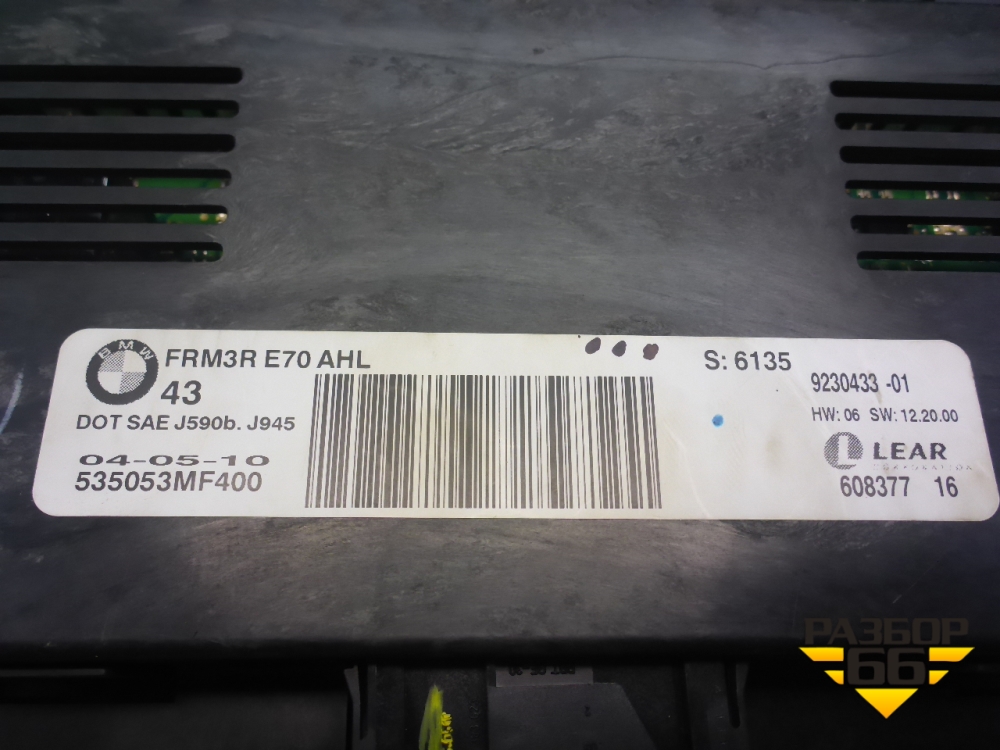 BMW
FRM3R E70 AHL
43
DOT SAE J590b. J945
04-05-10
535053MF400
S: 6135
9230433 -01
HW: 06 SW: 12.20.00
LEAR
CORPORATION
608377 16
РАЗБОР
66